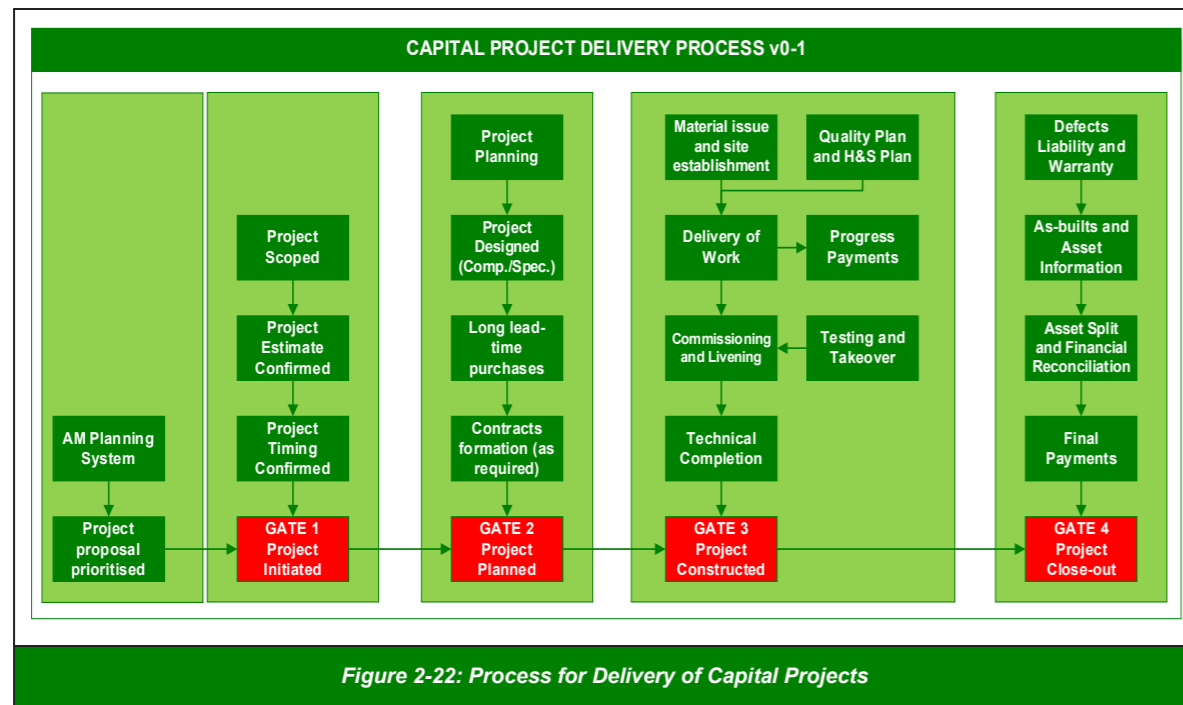 CAPITAL PROJECT DELIVERY PROCESS v0-1
AM Planning
System
Project
proposal
prioritised
Project
Scoped
Project
Estimate
Confirmed
Project
Timing
Confirmed
GATE 1
Project
Initiated
Project
Planning
Project
Designed
(Comp./Spec.)
Long lead-
time
purchases
Contracts
formation (as
required)
GATE 2
Project
Planned
Material issue
and site
establishment
Quality Plan
and H&S Plan
Delivery of
Work
Progress
Payments
Commissioning
and Livening
Testing and
Takeover
Technical
Completion
GATE 3
Project
Constructed
Defects
Liability and
Warranty
As-builts and
Asset
Information
Asset Split
and Financial
Reconciliation
Final
Payments
GATE 4
Project
Close-out
Figure 2-22: Process for Delivery of Capital Projects